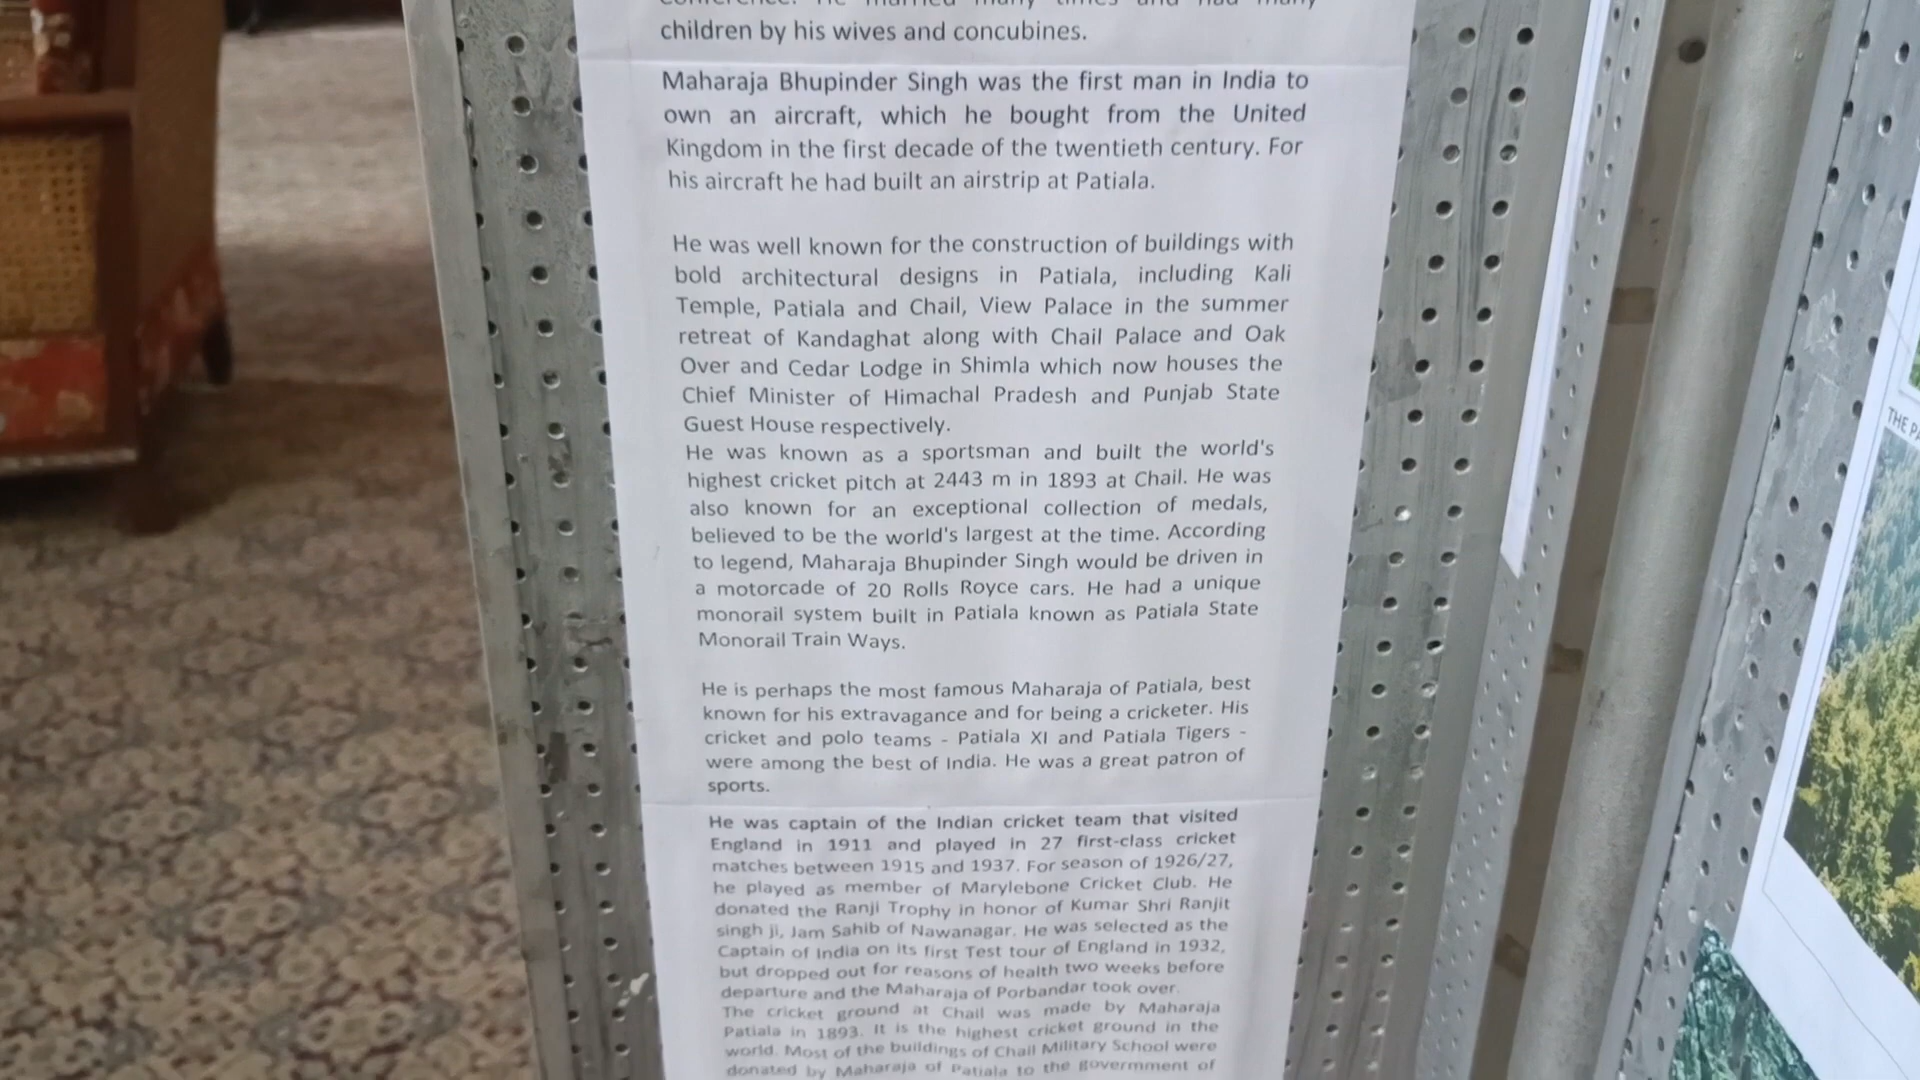 conference. He married many times and had many
children by his wives and concubines.
Maharaja Bhupinder Singh was the first man in India to
own an aircraft, which he bought from the United
Kingdom in the first decade of the twentieth century. For
his aircraft he had built an airstrip at Patiala.
He was well known for the construction of buildings with
bold architectural designs in Patiala, including Kali
Temple, Patiala and Chail, View Palace in the summer
retreat of Kandaghat along with Chail Palace and Oak
Over and Cedar Lodge in Shimla which now houses the
Chief Minister of Himachal Pradesh and Punjab State
Guest House respectively.
He was known as a sportsman and built the world's
highest cricket pitch at 2443 m in 1893 at Chail. He was
also known for an exceptional collection of medals,
believed to be the world's largest at the time. According
to legend, Maharaja Bhupinder Singh would be driven in
a motorcade of 20 Rolls Royce cars. He had a unique
monorail system built in Patiala known as Patiala State
Monorail Train Ways.
He is perhaps the most famous Maharaja of Patiala, best
known for his extravagance and for being a cricketer. His
cricket and polo teams - Patiala XI and Patiala Tigers -
were among the best of India. He was a great patron of
sports.
He was captain of the Indian cricket team that visited
England in 1911 and played in 27 first-class cricket
matches between 1915 and 1937. For season of 1926/27,
he played as member of Marylebone Cricket Club. He
donated the Ranji Trophy in honor of Kumar Shri Ranjit
singh ji, Jam Sahib of Nawanagar. He was selected as the
Captain of India on its first Test tour of England in 1932,
but dropped out for reasons of health two weeks before
departure and the Maharaja of Porbandar took over.
The cricket ground at Chail was made by Maharaja
Patiala in 1893. It is the highest cricket ground in the
world. Most of the buildings of Chail Military School were
donated by Maharaja of Patiala to the government of
THE